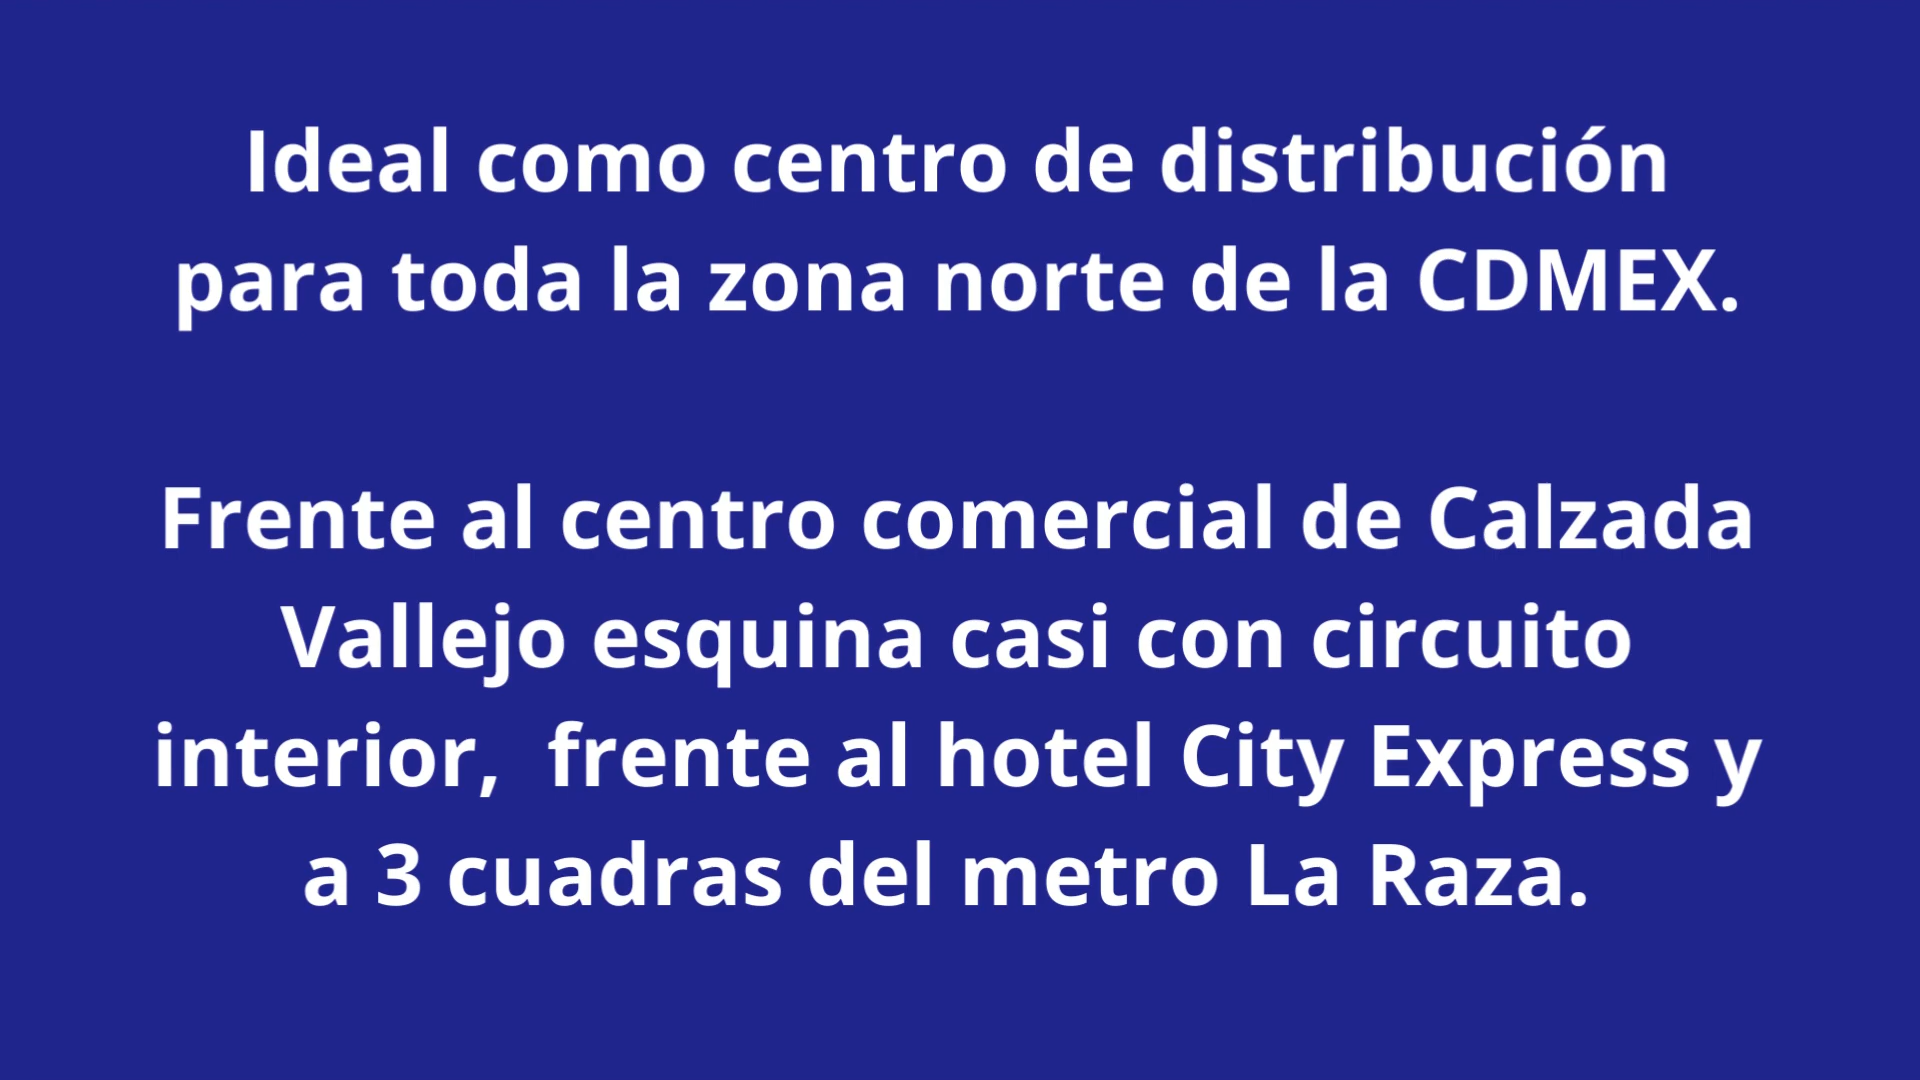 Ideal como centro de distribución
para toda la zona norte de la CDMEX.
Frente al centro comercial de Calzada
Vallejo esquina casi con circuito
interior,  frente al hotel City Express y
a 3 cuadras del metro La Raza.